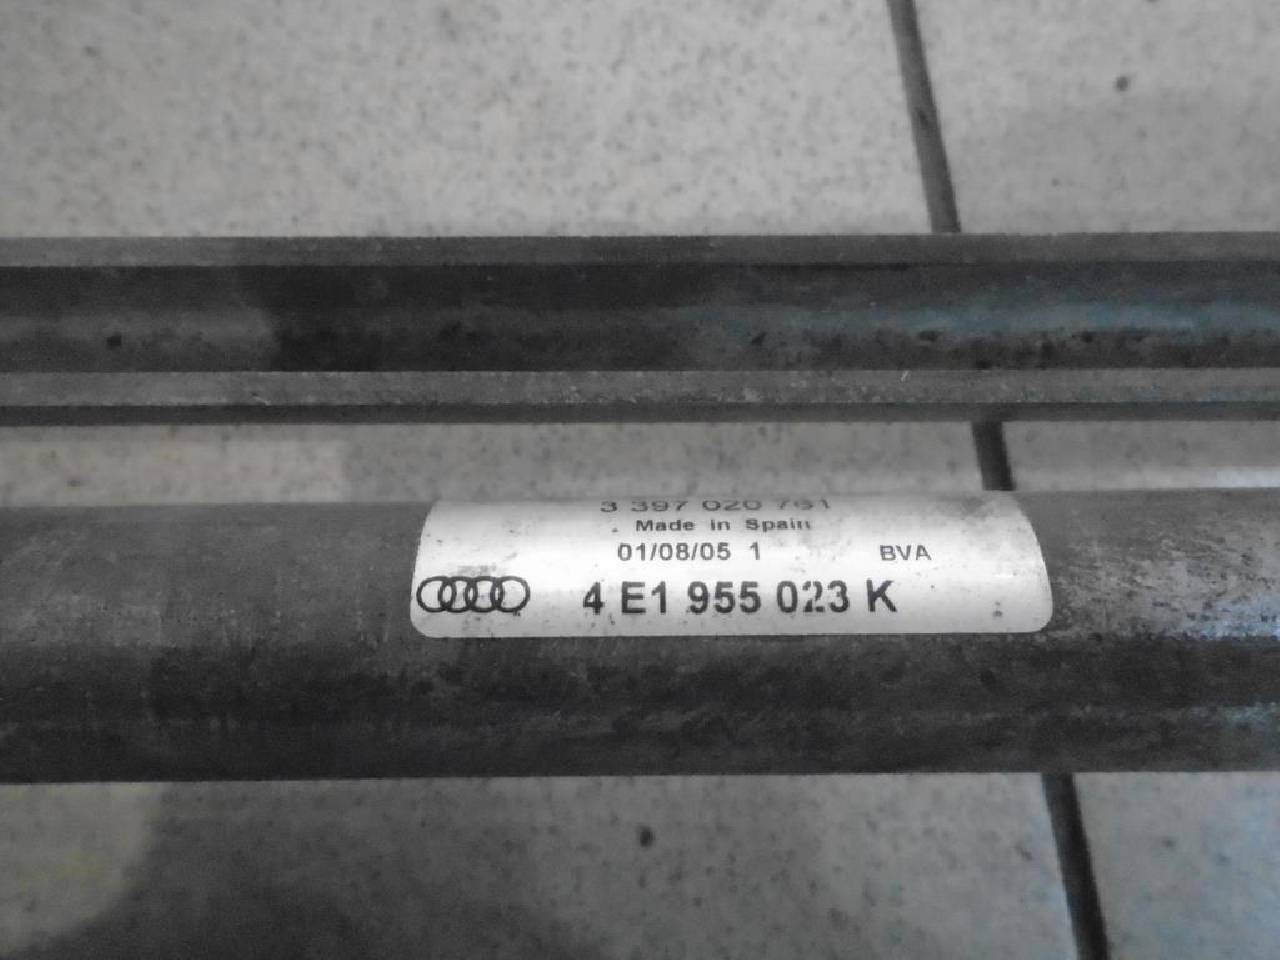 3 397 020 761
Made in Spain
01/08/05 1 BVA
4 E1 955 023 K